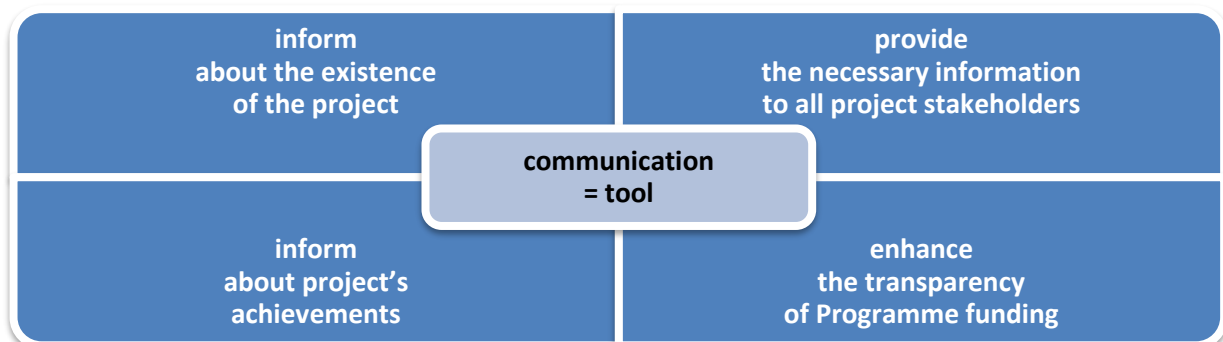 inform
about the existence
of the project
provide
the necessary information
to all project stakeholders
communication
= tool
inform
about project’s
achievements
enhance
the transparency
of Programme funding